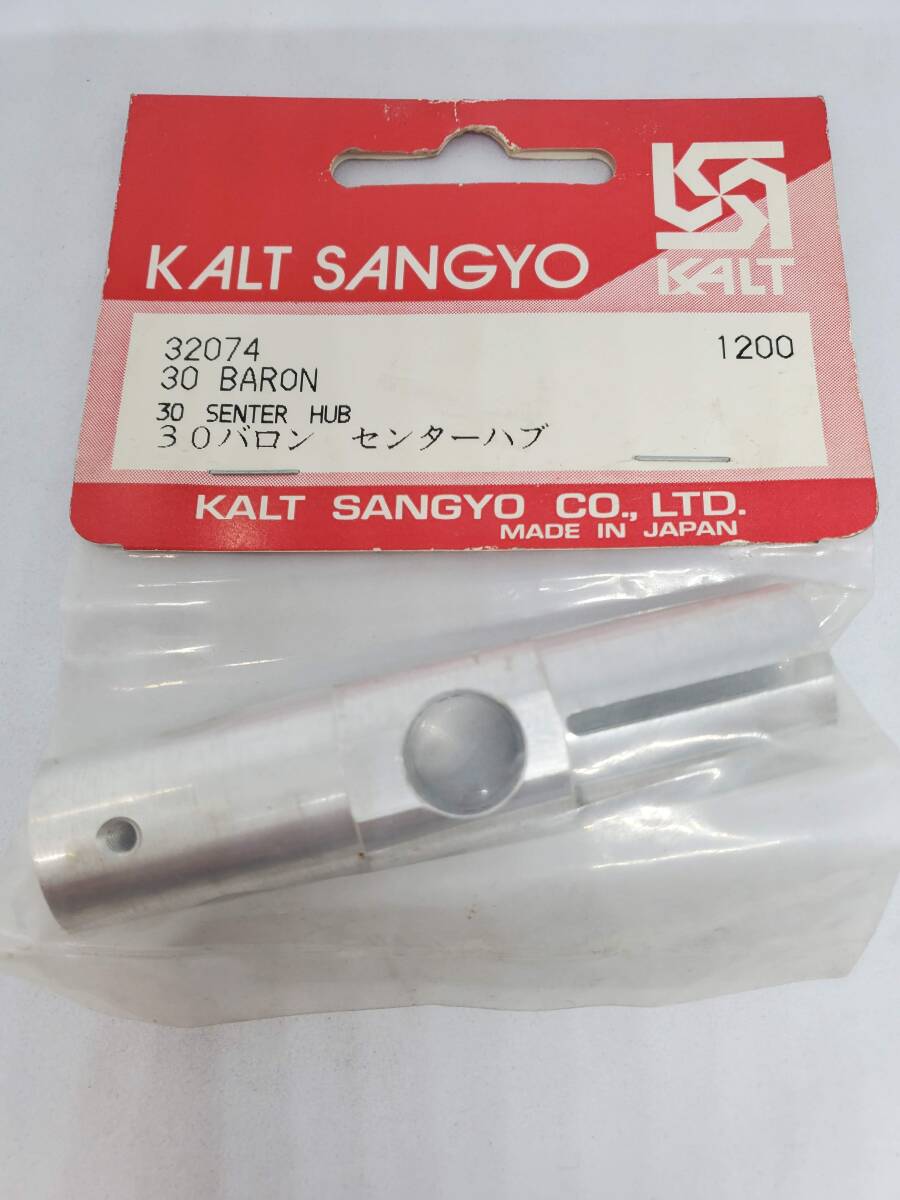 KALT
KALT SANGYO
32074 1200
30 BARON
30 SENTER HUB
30バロン センターハブ
KALT SANGYO CO., LTD.
MADE IN JAPAN